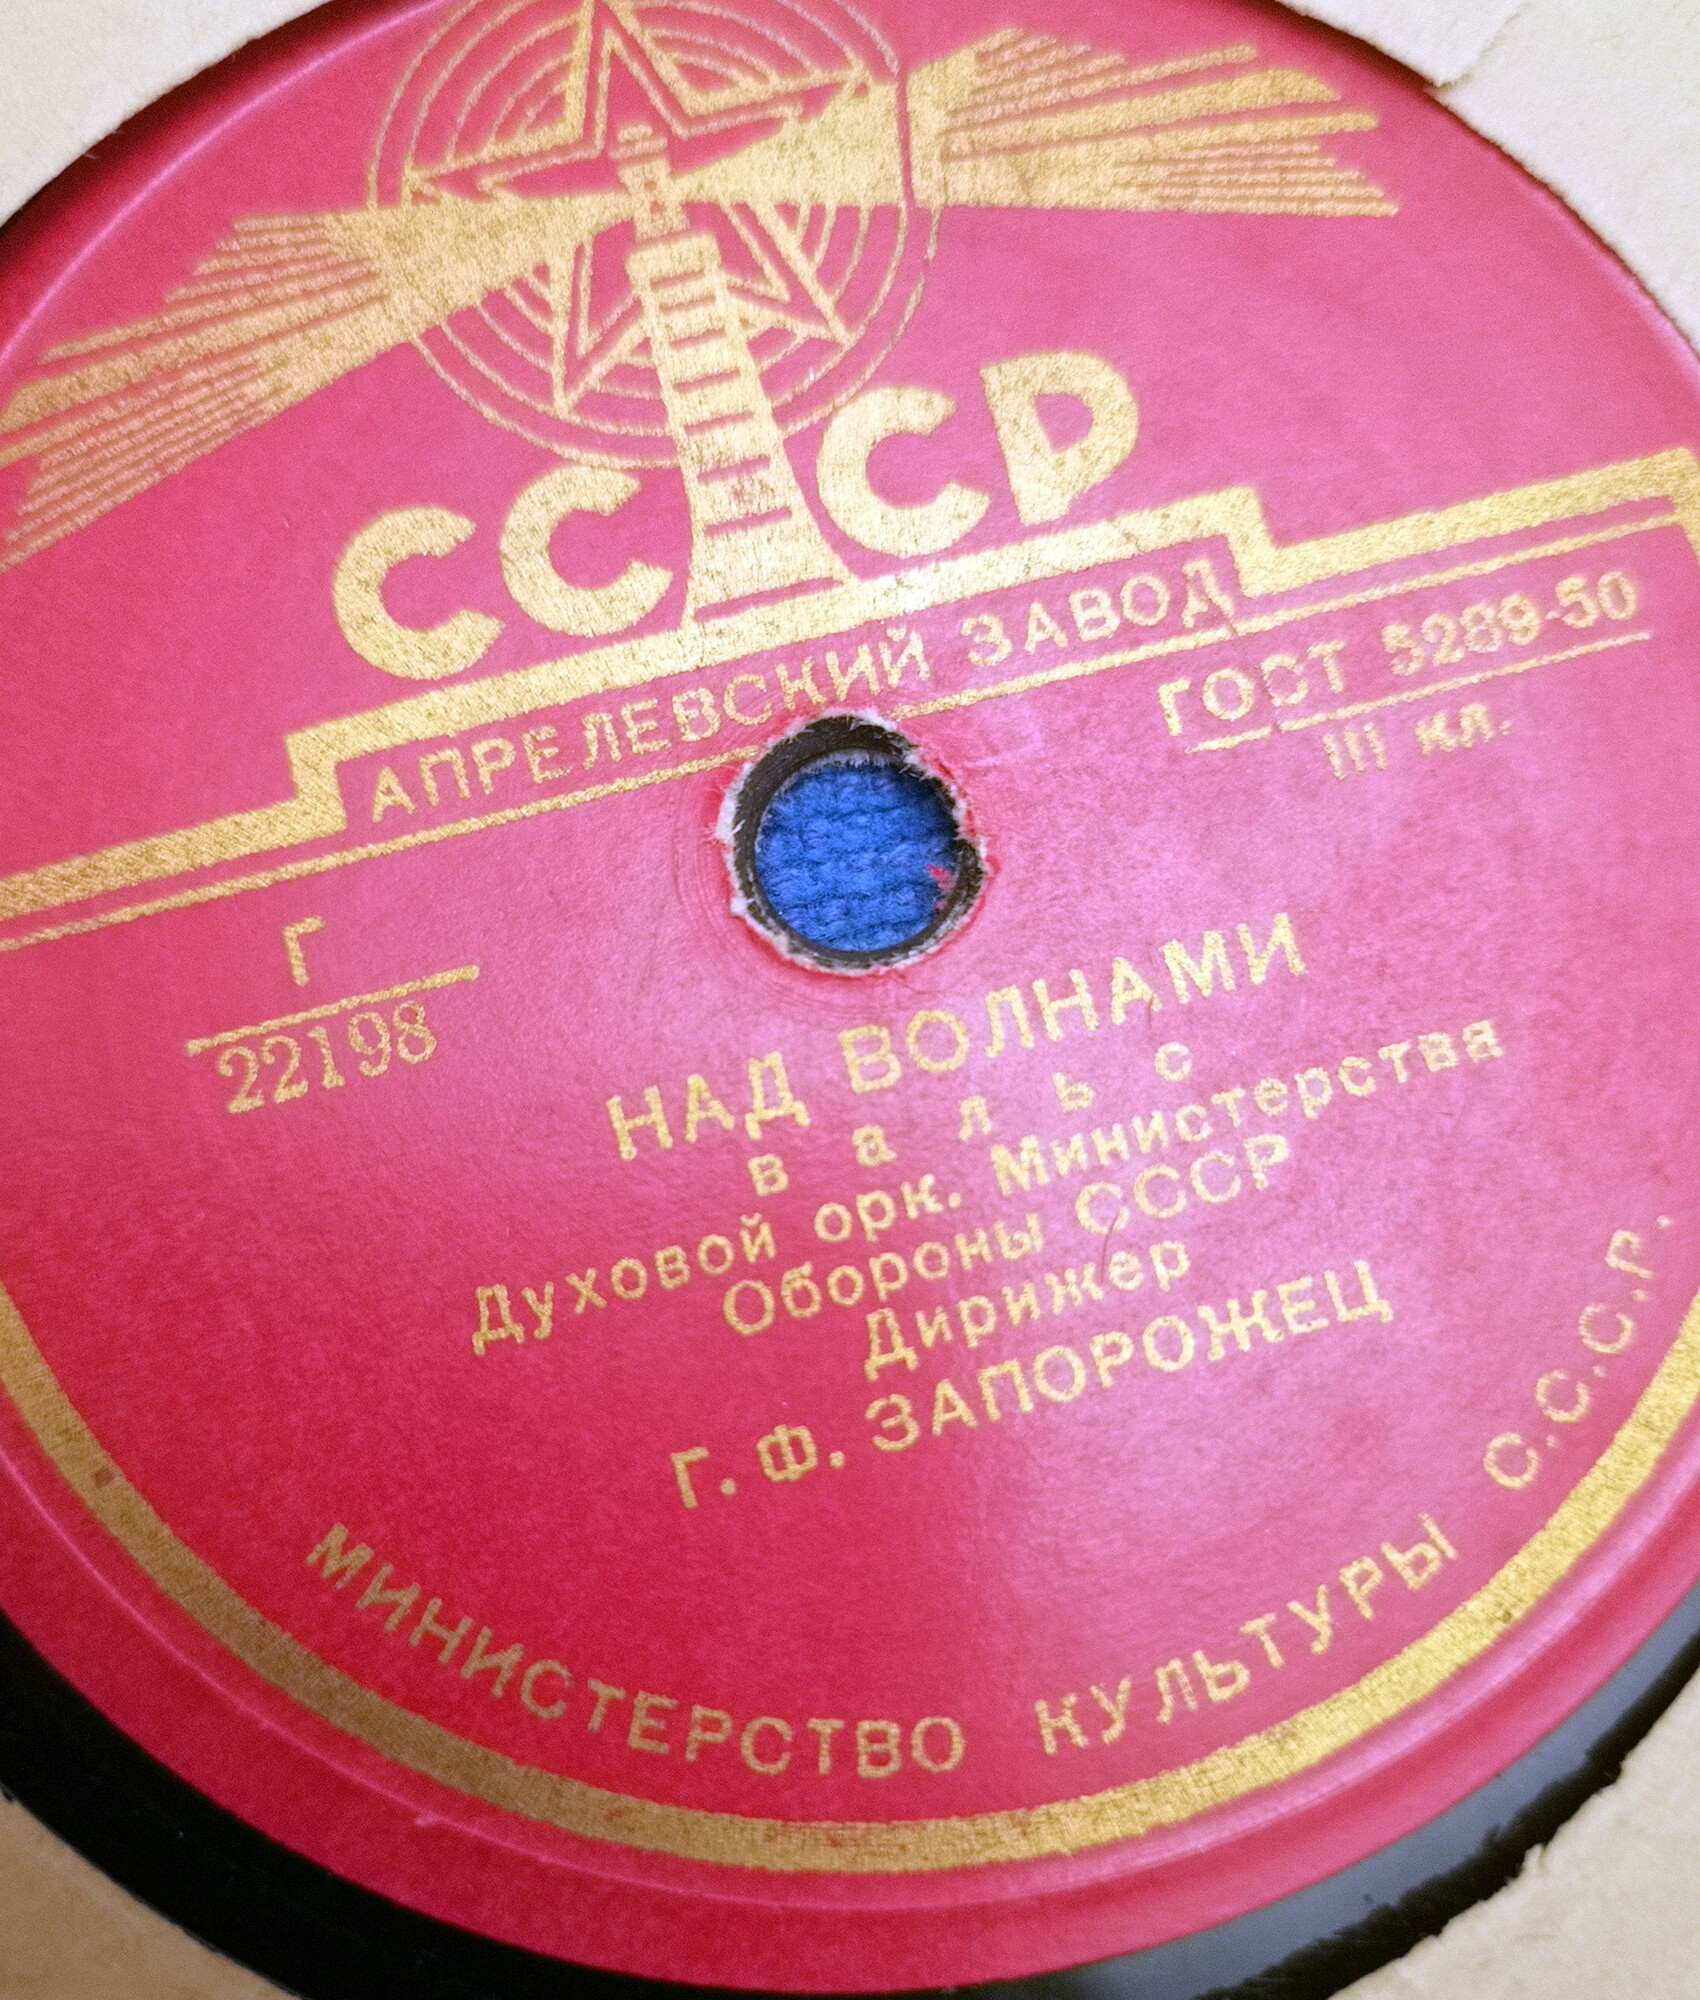 СССР
АПРЕЛЕВСКИЙ ЗАВОД
ГОСТ 5289-50
III кл.
Г
22198
НАД ВОЛНАМИ
вальс
Духовой орк. Министерства
Обороны СССР
Дирижер
Г. Ф. ЗАПОРОЖЕЦ
МИНИСТЕРСТВО КУЛЬТУРЫ С.С.С.Р.